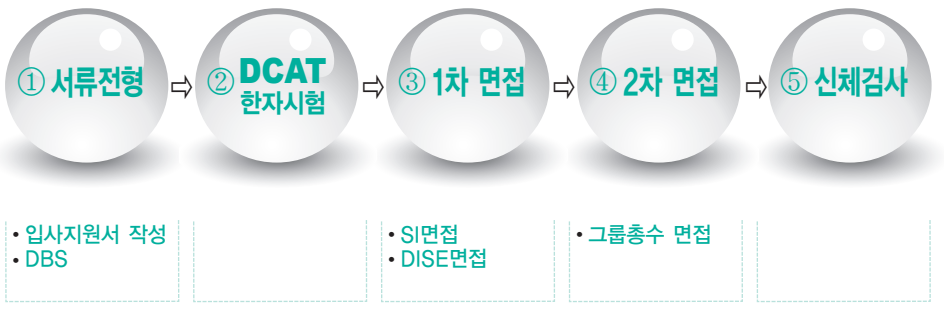 ① 서류전형 ⇨ ② DCAT 한자시험 ⇨ ③ 1차 면접 ⇨ ④ 2차 면접 ⇨ ⑤ 신체검사
• 입사지원서 작성
• DBS
• SI면접
• DISE면접
• 그룹총수 면접